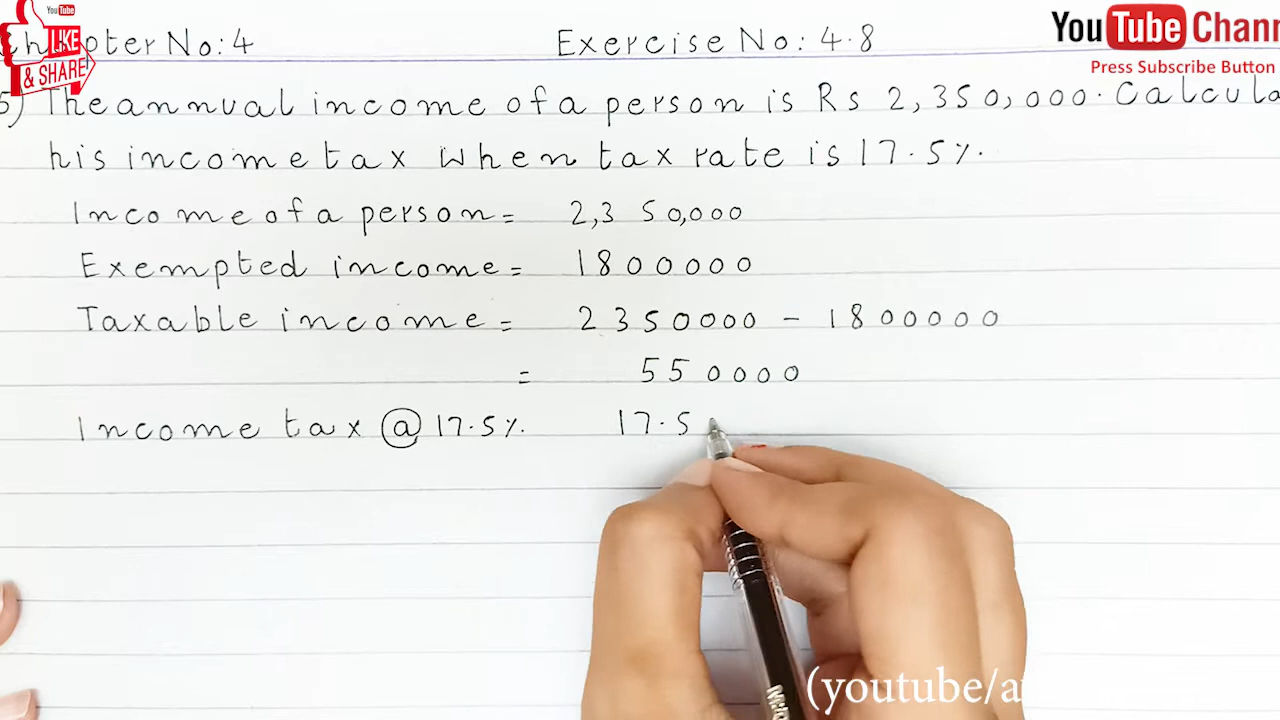 YouTube
LIKE
& SHARE
Chapter No: 4 Exercise No: 4.8
YouTube
Press Subscribe Button
5) The annual income of a person is Rs 2,350,000.
his income tax when tax rate is 17.5%.
Income of a person = 2,350,000
Exempted income = 1800000
Taxable income = 2350000 - 1800000
= 550000
Income tax @ 17.5% 17.5
(youtube/